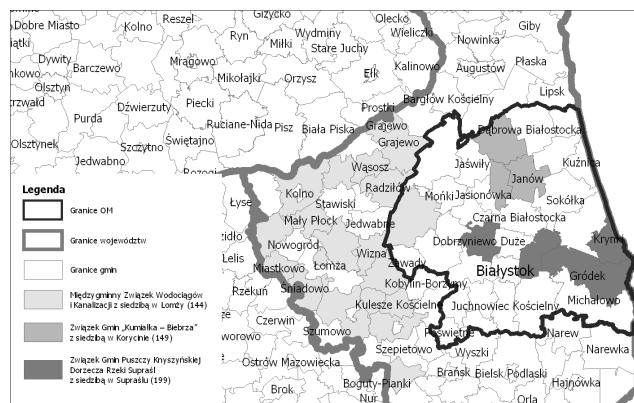 Giżycko
Olecko
Reszel
Dobre Miasto
Kolno
Giby
Wydminy
Wieliczki
Ryn
Nowinka
Miłki
Stare Juchy
Dywity
Mrągowo
Płaska
Barczewo
Ełk
Kalinowo
Augustów
Mikołajki
Orzysz
Olsztyn
Lipsk
Piecki
Prostki
Bargłów Kościelny
Dźwierzuty
Purda
Ruciane-Nida
Pisz
Biała Piska
Grajewo
Dąbrowa Białostocka
Olsztynek
Szczytno
Świętajno
Grajewo
Jedwabno
Wąsosz
Jaświły
Kuźnica
Rozogi
Janów
Legenda
Kolno
Radziłów
Mońki
Jasionówka
Sokółka
Łyse
Stawiski
Granice OM
Mały Płock
Jedwabne
Czarna Białostocka
Krynki
Granice województw
Nowogród
Wizna
Dobrzyniewo Duże
Lelis
Miastkowo
Łomża
Zawady
Białystok
Gródek
Granice gmin
Rzekuń
Śniadowo
Kobylin-Borzymy
Michałowo
Międzygminny Związek Wodociągów
i Kanalizacji z siedzibą w Łomży (144)
Kulesze Kościelne
Juchnowiec Kościelny
Czerwin
Szumowo
Poświętne
Narew
Związek Gmin „Kumiałka – Biebrza”
z siedzibą w Korycinie (149)
Szepietowo
Wyszki
Narewka
Ostrów Mazowiecka
Związek Gmin Puszczy Knyszyńskiej
Dorzecza Rzeki Supraśl
z siedzibą w Supraślu (199)
Brańsk
Bielsk Podlaski
Hajnówka
Brok
Boguty-Pianki
Nur
Orla